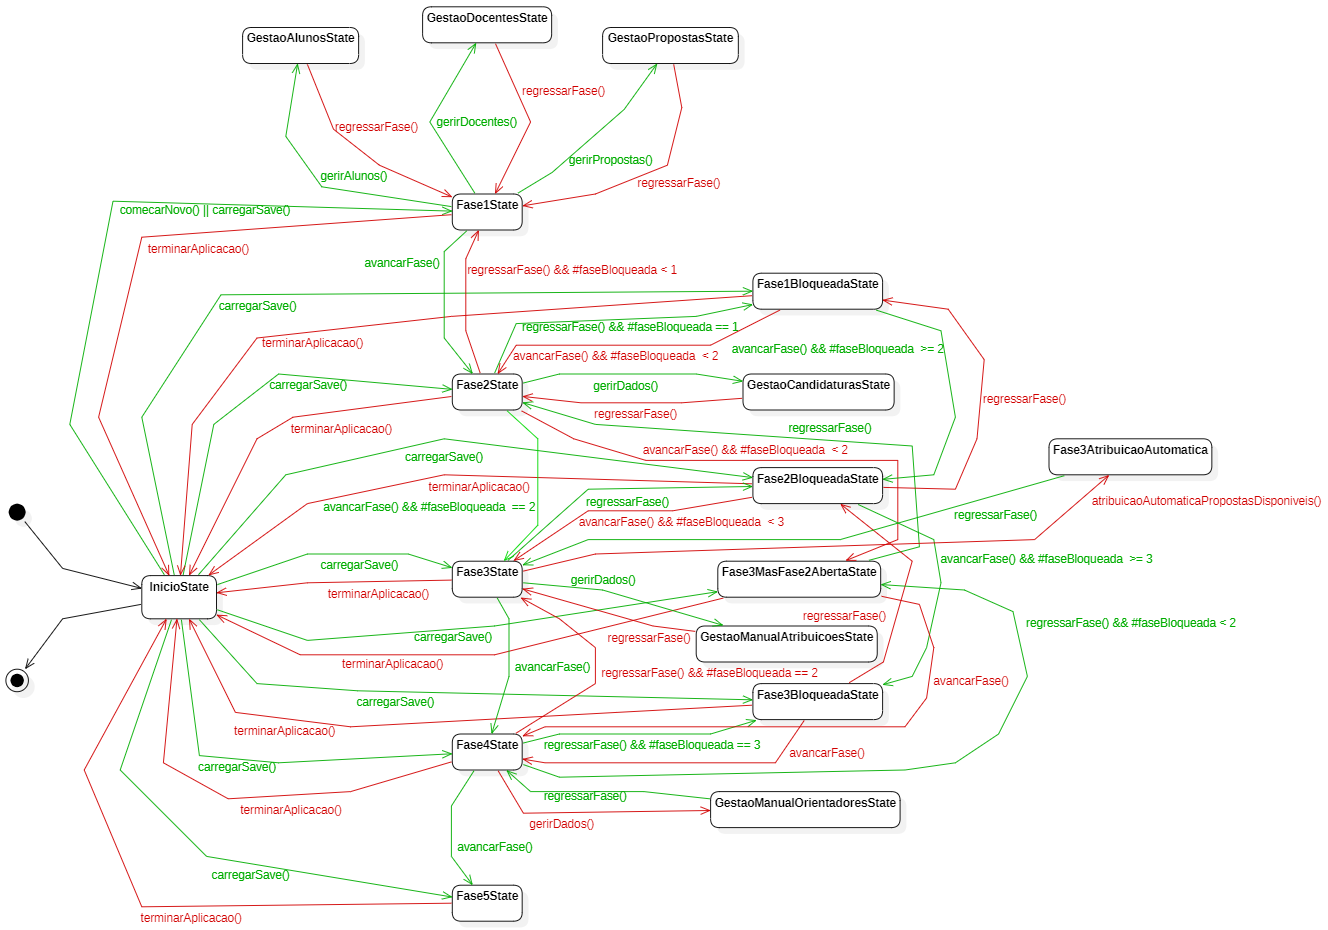 GestaoDocentesState
GestaoAlunosState
GestaoPropostasState
regressarFase()
regressarFase()
gerirDocentes()
gerirPropostas()
gerirAlunos()
regressarFase()
Fase1State
comecarNovo() || carregarSave()
terminarAplicacao()
avancarFase()
regressarFase() && #faseBloqueada < 1
Fase1BloqueadaState
carregarSave()
regressarFase() && #faseBloqueada == 1
terminarAplicacao()
avancarFase() && #faseBloqueada  < 2
avancarFase() && #faseBloqueada  >= 2
Fase2State
carregarSave()
gerirDados()
GestaoCandidaturasState
regressarFase()
regressarFase()
terminarAplicacao()
regressarFase()
avancarFase() && #faseBloqueada  < 2
Fase3AtribuicaoAutomatica
carregarSave()
Fase2BloqueadaState
terminarAplicacao()
regressarFase()
atribuicaoAutomaticaPropostasDisponiveis()
avancarFase() && #faseBloqueada  == 2
regressarFase()
avancarFase() && #faseBloqueada  < 3
avancarFase() && #faseBloqueada  >= 3
carregarSave()
Fase3State
Fase3MasFase2AbertaState
gerirDados()
InicioState
terminarAplicacao()
regressarFase()
regressarFase() && #faseBloqueada < 2
carregarSave()
regressarFase()
GestaoManualAtribuicoesState
terminarAplicacao()
avancarFase()
regressarFase() && #faseBloqueada == 2
avancarFase()
Fase3BloqueadaState
carregarSave()
terminarAplicacao()
Fase4State
regressarFase() && #faseBloqueada == 3
avancarFase()
carregarSave()
regressarFase()
GestaoManualOrientadoresState
terminarAplicacao()
gerirDados()
avancarFase()
carregarSave()
Fase5State
terminarAplicacao()